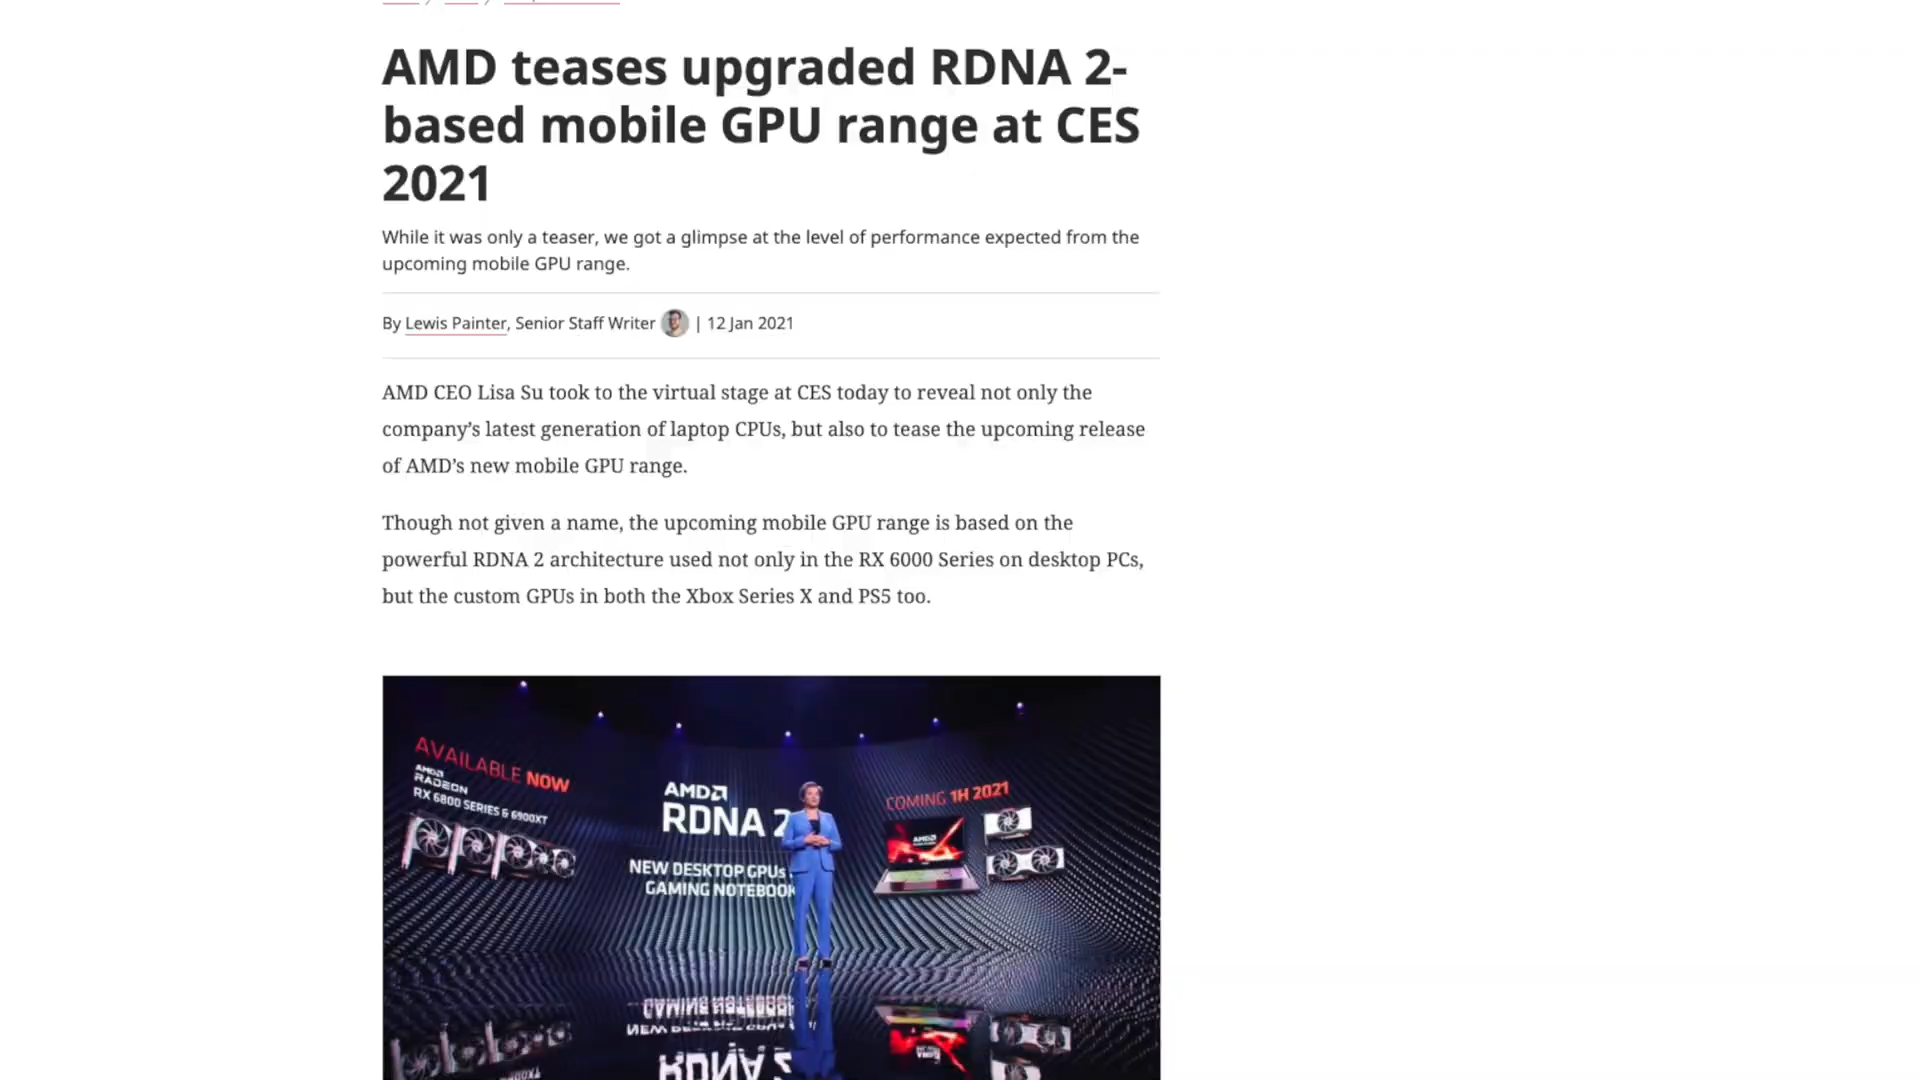 AMD teases upgraded RDNA 2-
based mobile GPU range at CES
2021
While it was only a teaser, we got a glimpse at the level of performance expected from the
upcoming mobile GPU range.
By Lewis Painter, Senior Staff Writer | 12 Jan 2021
AMD CEO Lisa Su took to the virtual stage at CES today to reveal not only the
company’s latest generation of laptop CPUs, but also to tease the upcoming release
of AMD’s new mobile GPU range.
Though not given a name, the upcoming mobile GPU range is based on the
powerful RDNA 2 architecture used not only in the RX 6000 Series on desktop PCs,
but the custom GPUs in both the Xbox Series X and PS5 too.
AVAILABLE NOW
AMD
RADEON
RX 6800 SERIES & 6900XT
AMD
RDNA 2
NEW DESKTOP GPUs
GAMING NOTEBOOK
COMING 1H 2021
AMD